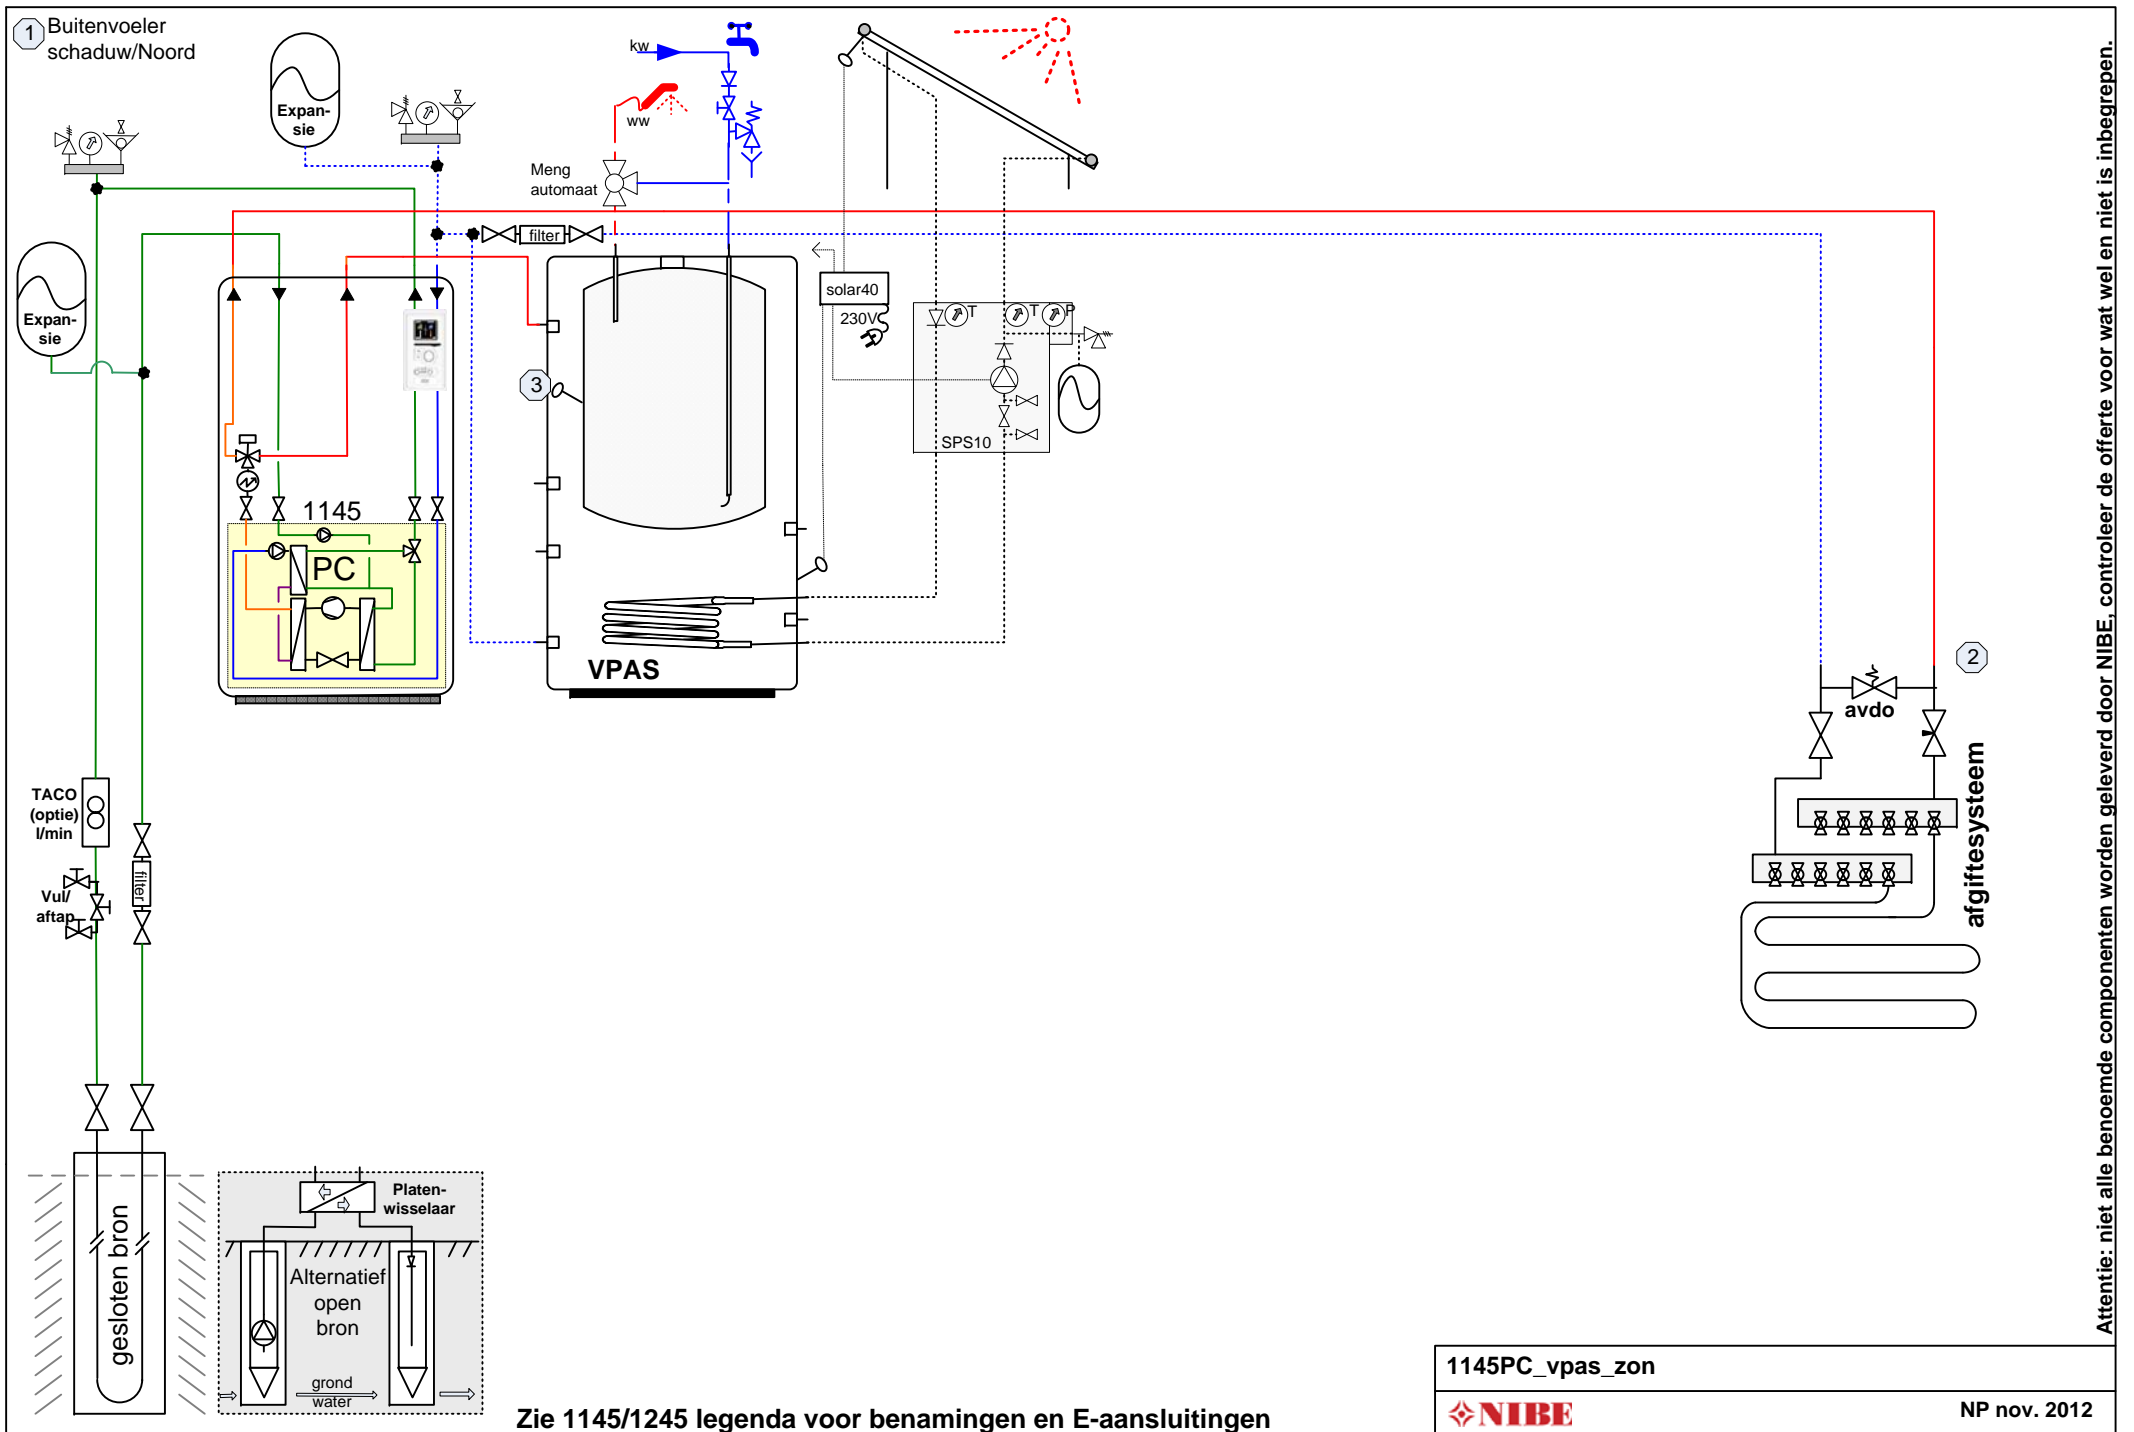 1
Buitenvoeler
schaduw/Noord
Expan-
sie
kw
ww
Meng
automaat
filter
Expan-
sie
solar40
230V
T
T
P
SPS10
3
1145
PC
VPAS
2
avdo
afgiftesysteem
TACO
(optie)
l/min
Vul/
aftap
filter
gesloten bron
Platen-
wisselaar
Alternatief
open
bron
grond
water
Zie 1145/1245 legenda voor benamingen en E-aansluitingen
1145PC_vpas_zon
NIBE
NP nov. 2012
Attentie: niet alle benoemde componenten worden geleverd door NIBE, controleer de offerte voor wat wel en niet is inbegrepen.